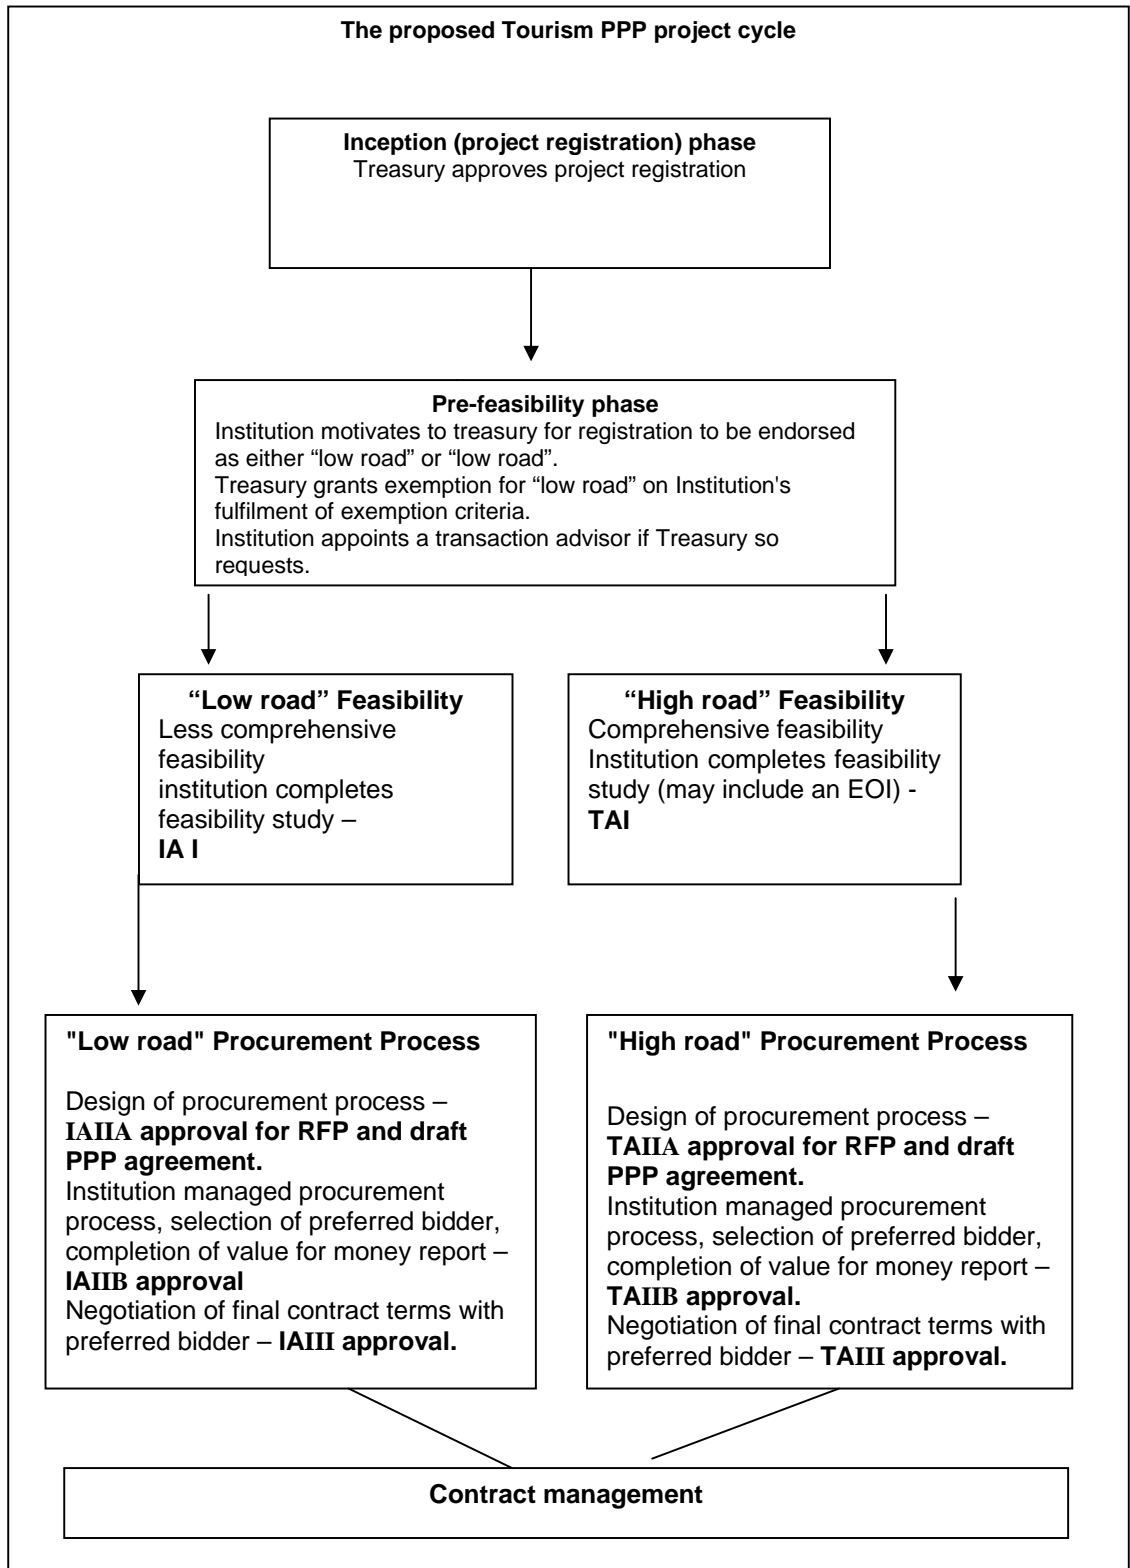 The proposed Tourism PPP project cycle
Inception (project registration) phase
Treasury approves project registration
Pre-feasibility phase
Institution motivates to treasury for registration to be endorsed
as either “low road” or “low road”.
Treasury grants exemption for “low road” on Institution's
fulfilment of exemption criteria.
Institution appoints a transaction advisor if Treasury so
requests.
“Low road” Feasibility
Less comprehensive
feasibility
institution completes
feasibility study –
IA I
“High road” Feasibility
Comprehensive feasibility
Institution completes feasibility
study (may include an EOI) -
TAI
"Low road" Procurement Process
Design of procurement process –
IAIIA approval for RFP and draft
PPP agreement.
Institution managed procurement
process, selection of preferred bidder,
completion of value for money report –
IAIIB approval
Negotiation of final contract terms with
preferred bidder – IAIII approval.
"High road" Procurement Process
Design of procurement process –
TAIIA approval for RFP and draft
PPP agreement.
Institution managed procurement
process, selection of preferred bidder,
completion of value for money report –
TAIIB approval.
Negotiation of final contract terms with
preferred bidder – TAIII approval.
Contract management